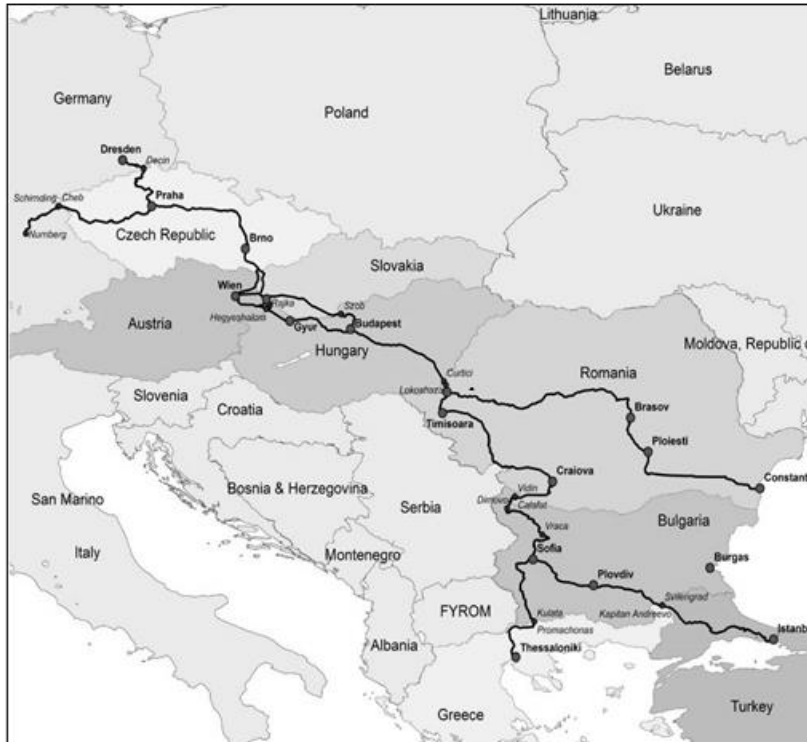 Lithuania
Belarus
Germany
Poland
Dresden
Decin
Schirnding-Cheb
Praha
Ukraine
Nurnberg
Czech Republic
Brno
Slovakia
Wien
Rajka
Szob
Hegyeshalom
Gyur
Budapest
Austria
Hungary
Moldova, Republic o
Curtici
Romania
Lokoshaza
Slovenia
Croatia
Brasov
Timisoara
Ploiesti
Craiova
Constant
San Marino
Bosnia & Herzegovina
Vidin
Serbia
Dimovo
Calafat
Bulgaria
Vraca
Italy
Montenegro
Sofia
Burgas
Plovdiv
Svilengrad
FYROM
Kulata
Kapitan Andreevo
Promachonas
Istanb
Albania
Thessaloniki
Turkey
Greece